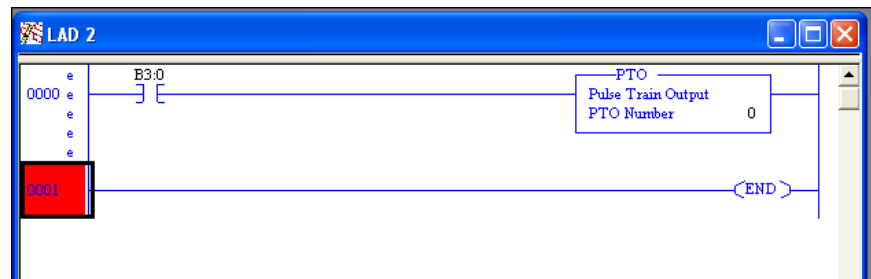 LAD 2
e
B3:0
PTO
0000 e
Pulse Train Output
e
PTO Number 0
e
e
0001
END